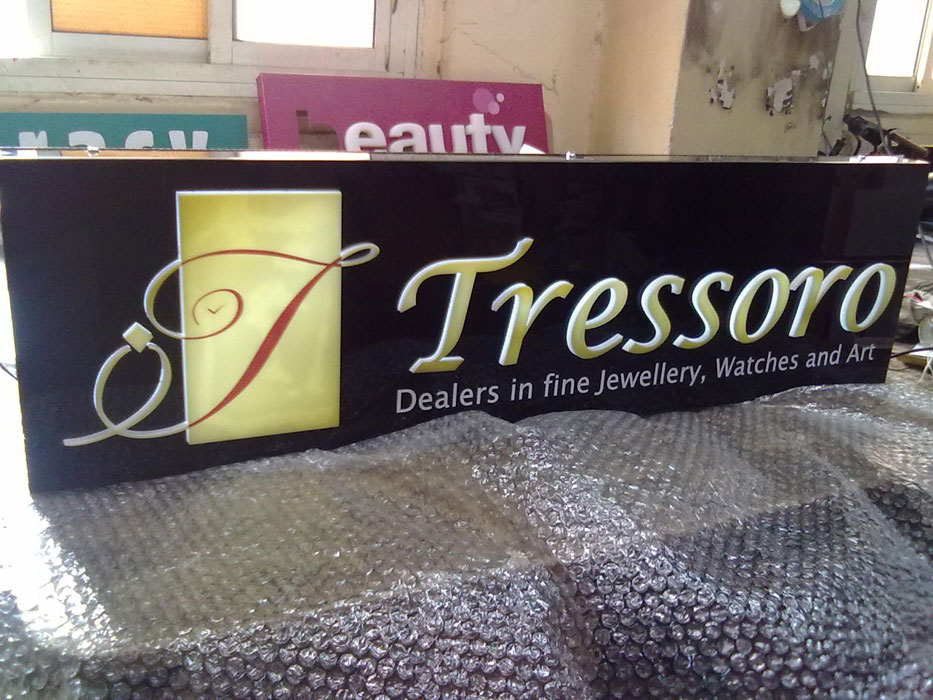 beauty
T
Tressoro
Dealers in fine Jewellery, Watches and Art